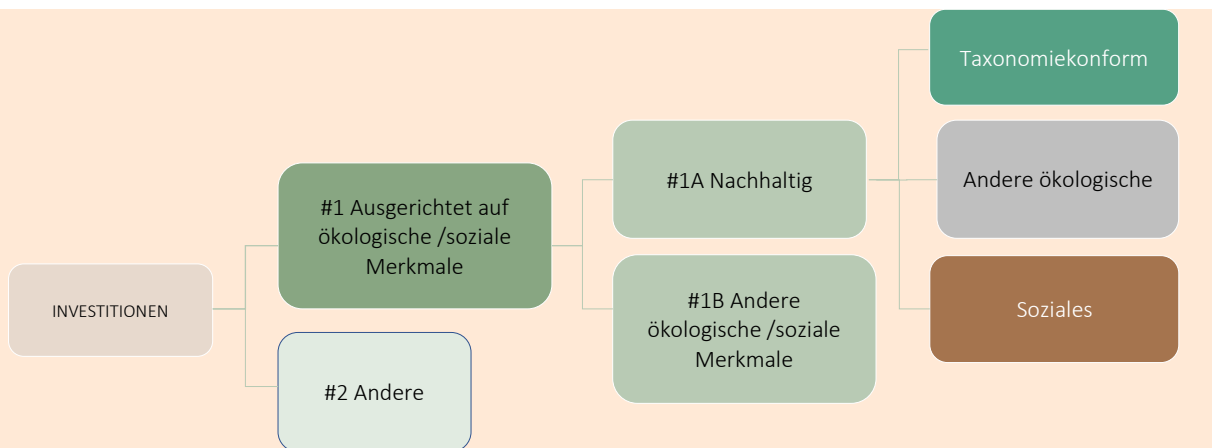 INVESTITIONEN
#1 Ausgerichtet auf
ökologische /soziale
Merkmale
#2 Andere
#1A Nachhaltig
#1B Andere
ökologische /soziale
Merkmale
Taxonomiekonform
Andere ökologische
Soziales